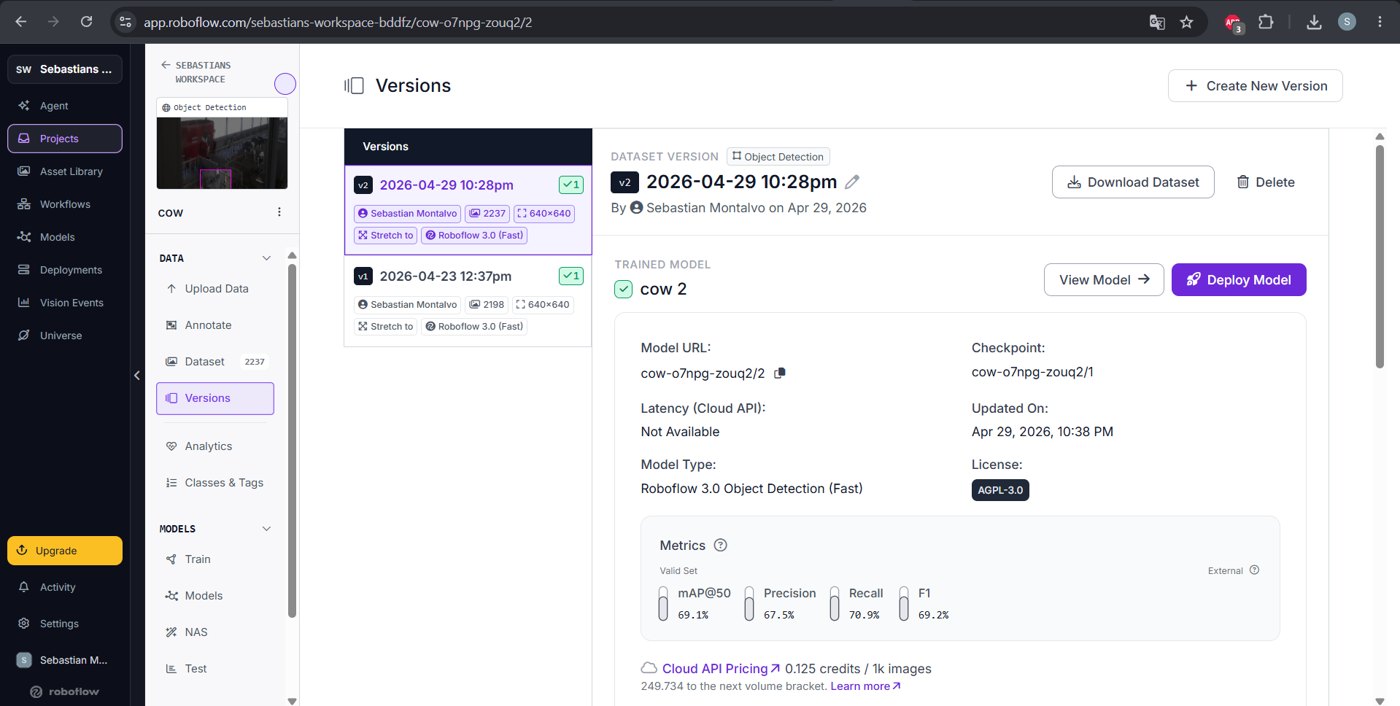 app.roboflow.com/sebastians-workspace-bddfz/cow-o7npg-zouq2/2
3
S
SW Sebastians ...
Agent
Projects
Asset Library
Workflows
Models
Deployments
Vision Events
Universe
Upgrade
Activity
Settings
S Sebastian M...
roboflow
SEBASTIANS
WORKSPACE
Object Detection
COW
DATA
Upload Data
Annotate
Dataset 2237
Versions
Analytics
Classes & Tags
MODELS
Train
Models
NAS
Test
Versions
Create New Version
Versions
v2 2026-04-29 10:28pm 1
Sebastian Montalvo 2237 640×640
Stretch to Roboflow 3.0 (Fast)
v1 2026-04-23 12:37pm 1
Sebastian Montalvo 2198 640×640
Stretch to Roboflow 3.0 (Fast)
DATASET VERSION Object Detection
v2 2026-04-29 10:28pm
By Sebastian Montalvo on Apr 29, 2026
Download Dataset
Delete
TRAINED MODEL
cow 2
View Model
Deploy Model
Model URL:
cow-o7npg-zouq2/2
Checkpoint:
cow-o7npg-zouq2/1
Latency (Cloud API):
Not Available
Updated On:
Apr 29, 2026, 10:38 PM
Model Type:
Roboflow 3.0 Object Detection (Fast)
License:
AGPL-3.0
Metrics
Valid Set
External
mAP@50
69.1%
Precision
67.5%
Recall
70.9%
F1
69.2%
Cloud API Pricing 0.125 credits / 1k images
249.734 to the next volume bracket. Learn more